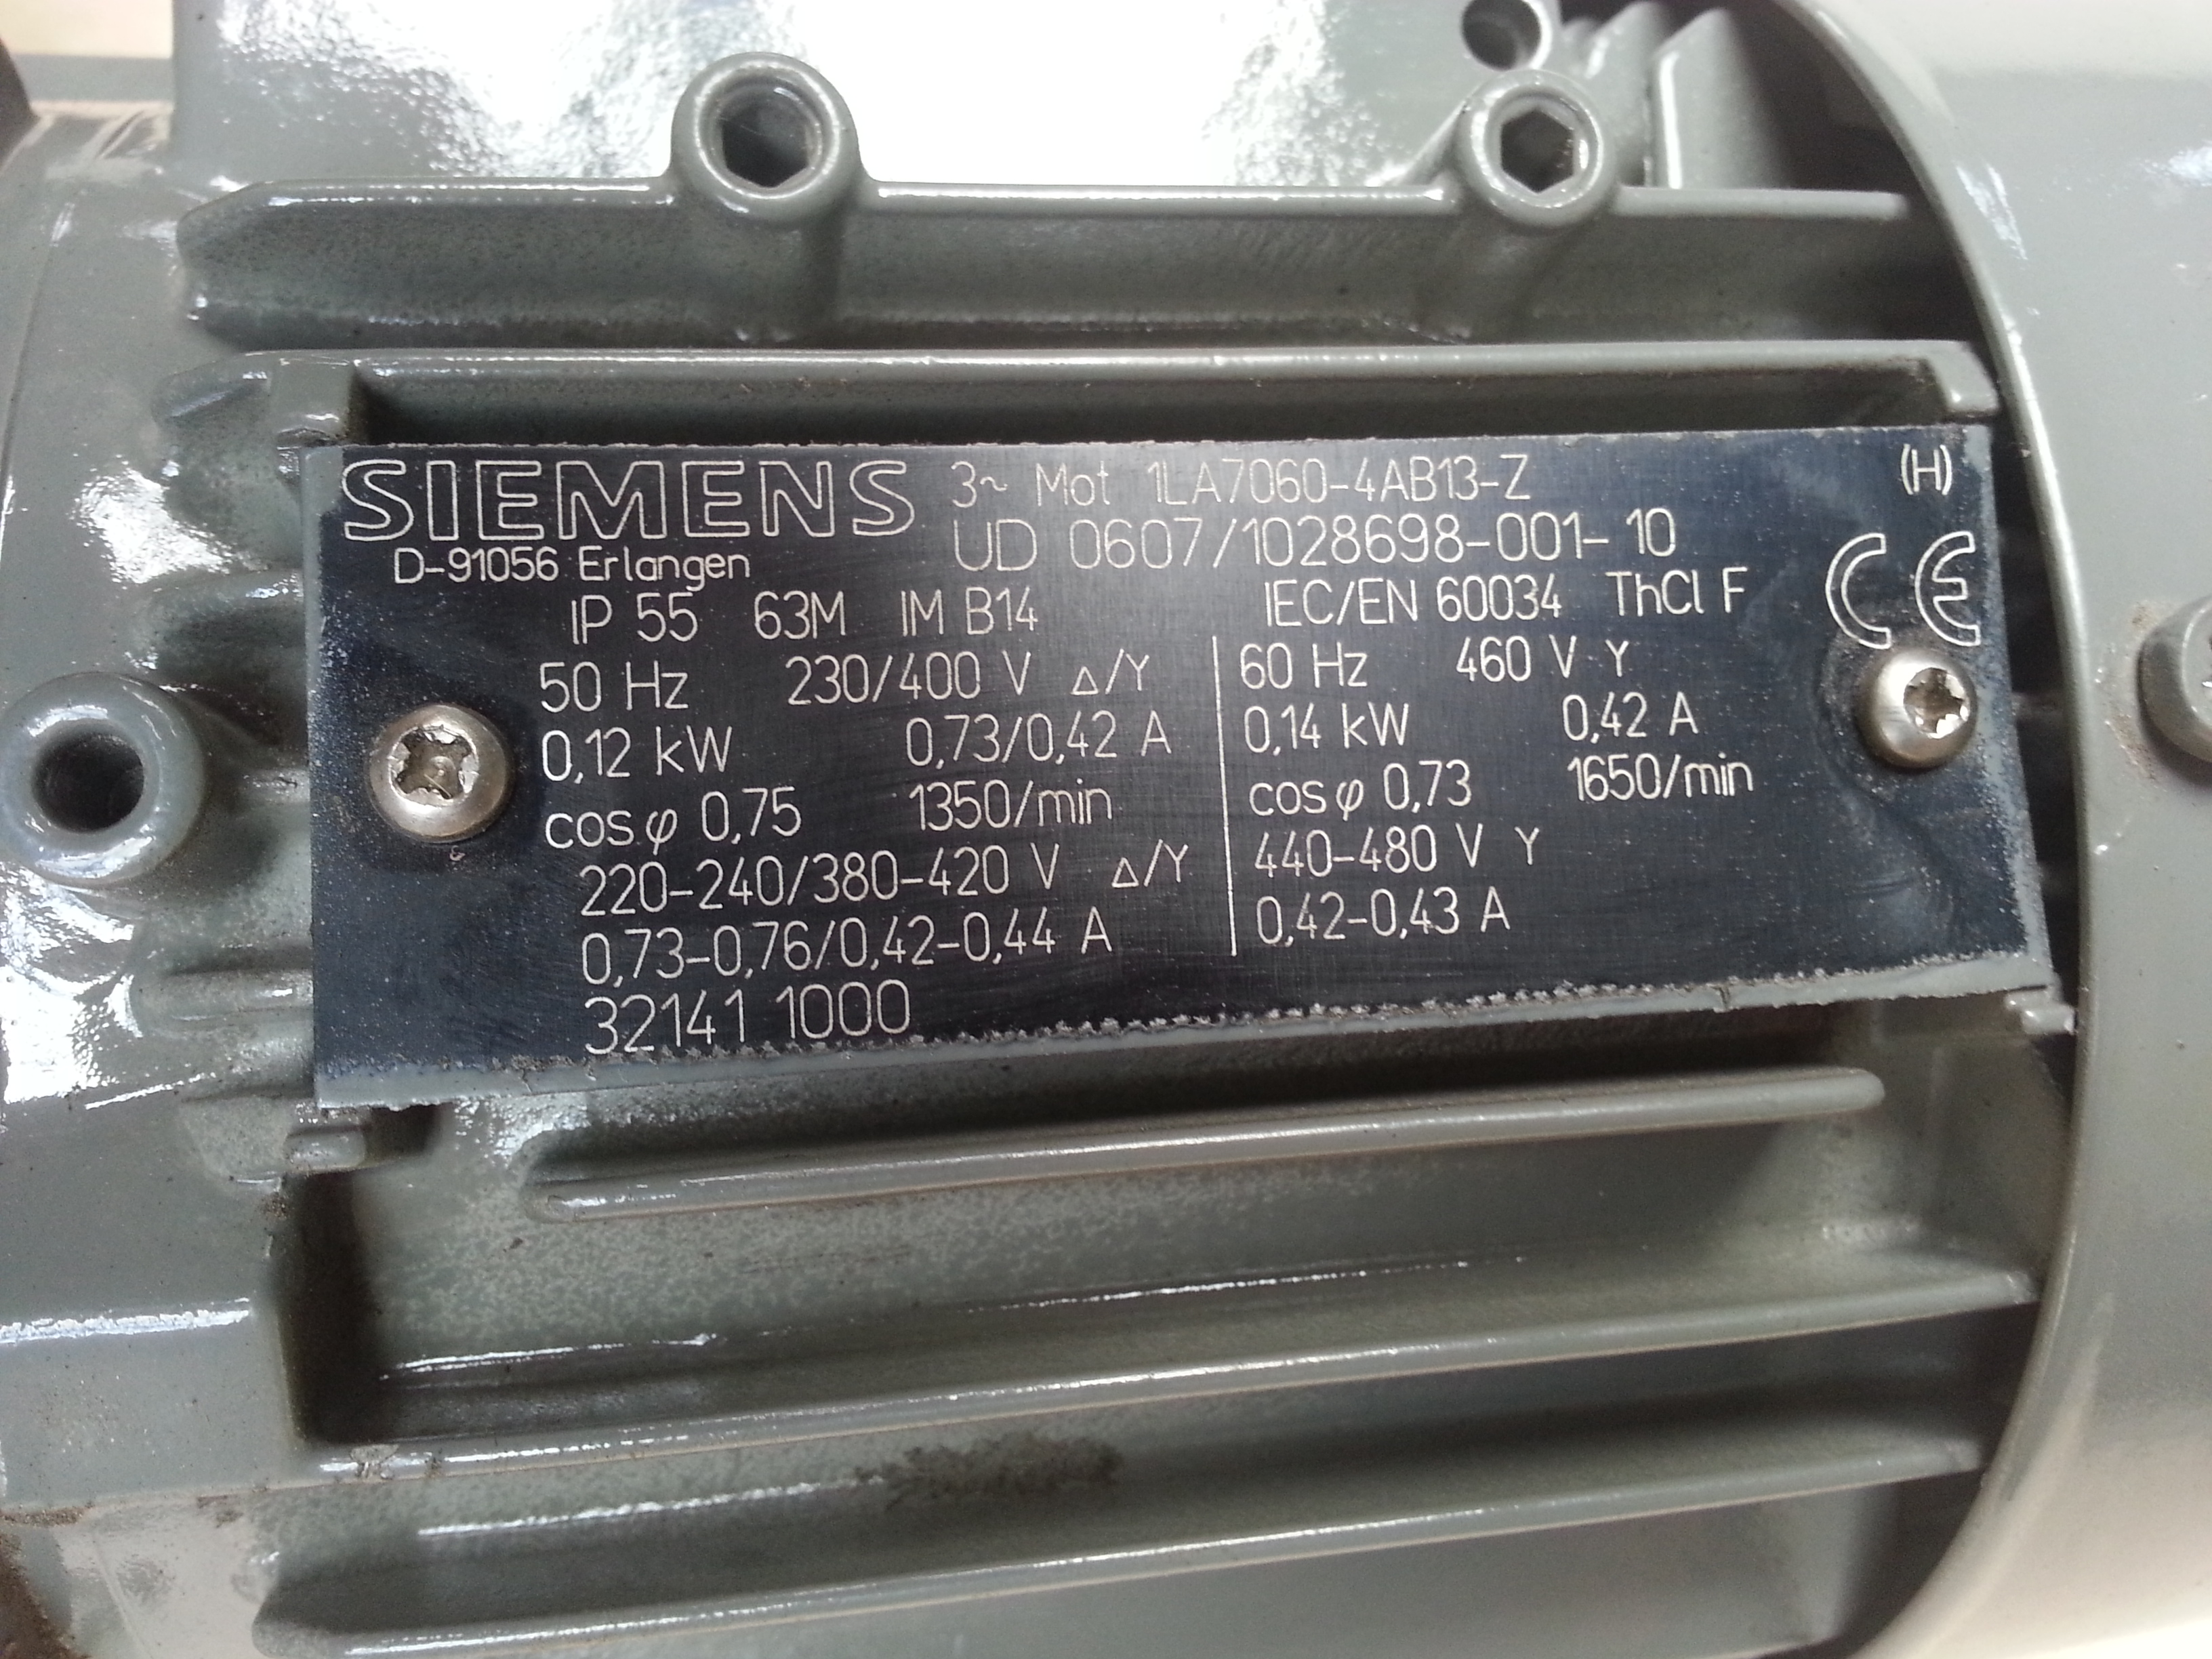 SIEMENS 3~ Mot 1LA7060-4AB13-Z (H)
D-91056 Erlangen UD 0607/1028698-001-10
IP 55 63M IM B14 IEC/EN 60034 ThCl F CE
50 Hz 230/400 V △/Y 60 Hz 460 V Y
0,12 kW 0,73/0,42 A 0,14 kW 0,42 A
cosφ 0,75 1350/min cosφ 0,73 1650/min
220-240/380-420 V △/Y 440-480 V Y
0,73-0,76/0,42-0,44 A 0,42-0,43 A
32141 1000